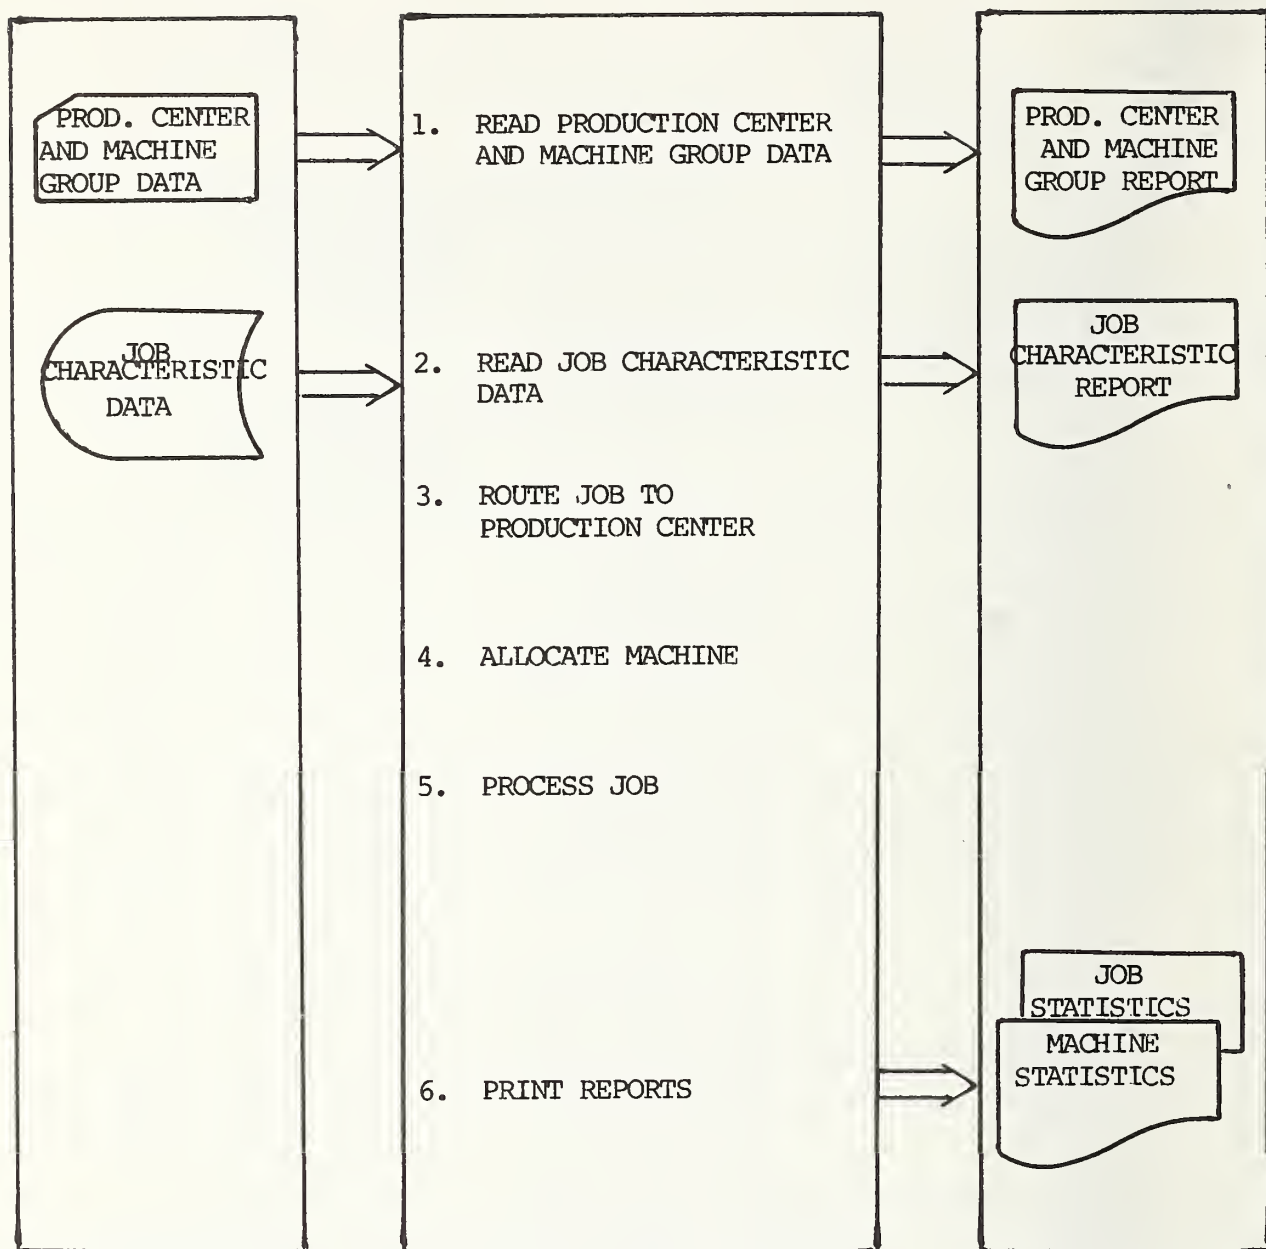 PROD. CENTER
AND MACHINE
GROUP DATA
1. READ PRODUCTION CENTER
AND MACHINE GROUP DATA
PROD. CENTER
AND MACHINE
GROUP REPORT
JOB
CHARACTERISTIC
DATA
2. READ JOB CHARACTERISTIC
DATA
JOB
CHARACTERISTIC
REPORT
3. ROUTE JOB TO
PRODUCTION CENTER
4. ALLOCATE MACHINE
5. PROCESS JOB
6. PRINT REPORTS
JOB
STATISTICS
MACHINE
STATISTICS